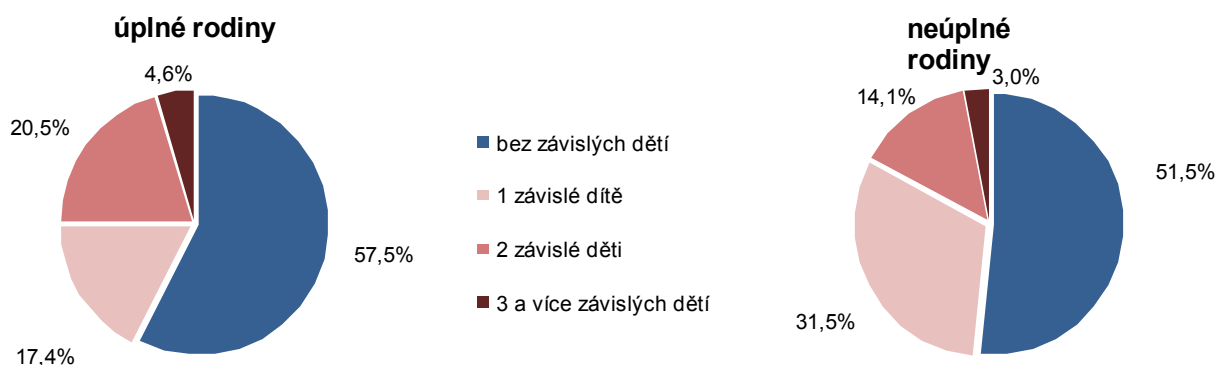 úplné rodiny
4,6%
20,5%
57,5%
17,4%
bez závislých dětí
1 závislé dítě
2 závislé děti
3 a více závislých dětí
neúplné
rodiny
3,0%
14,1%
51,5%
31,5%